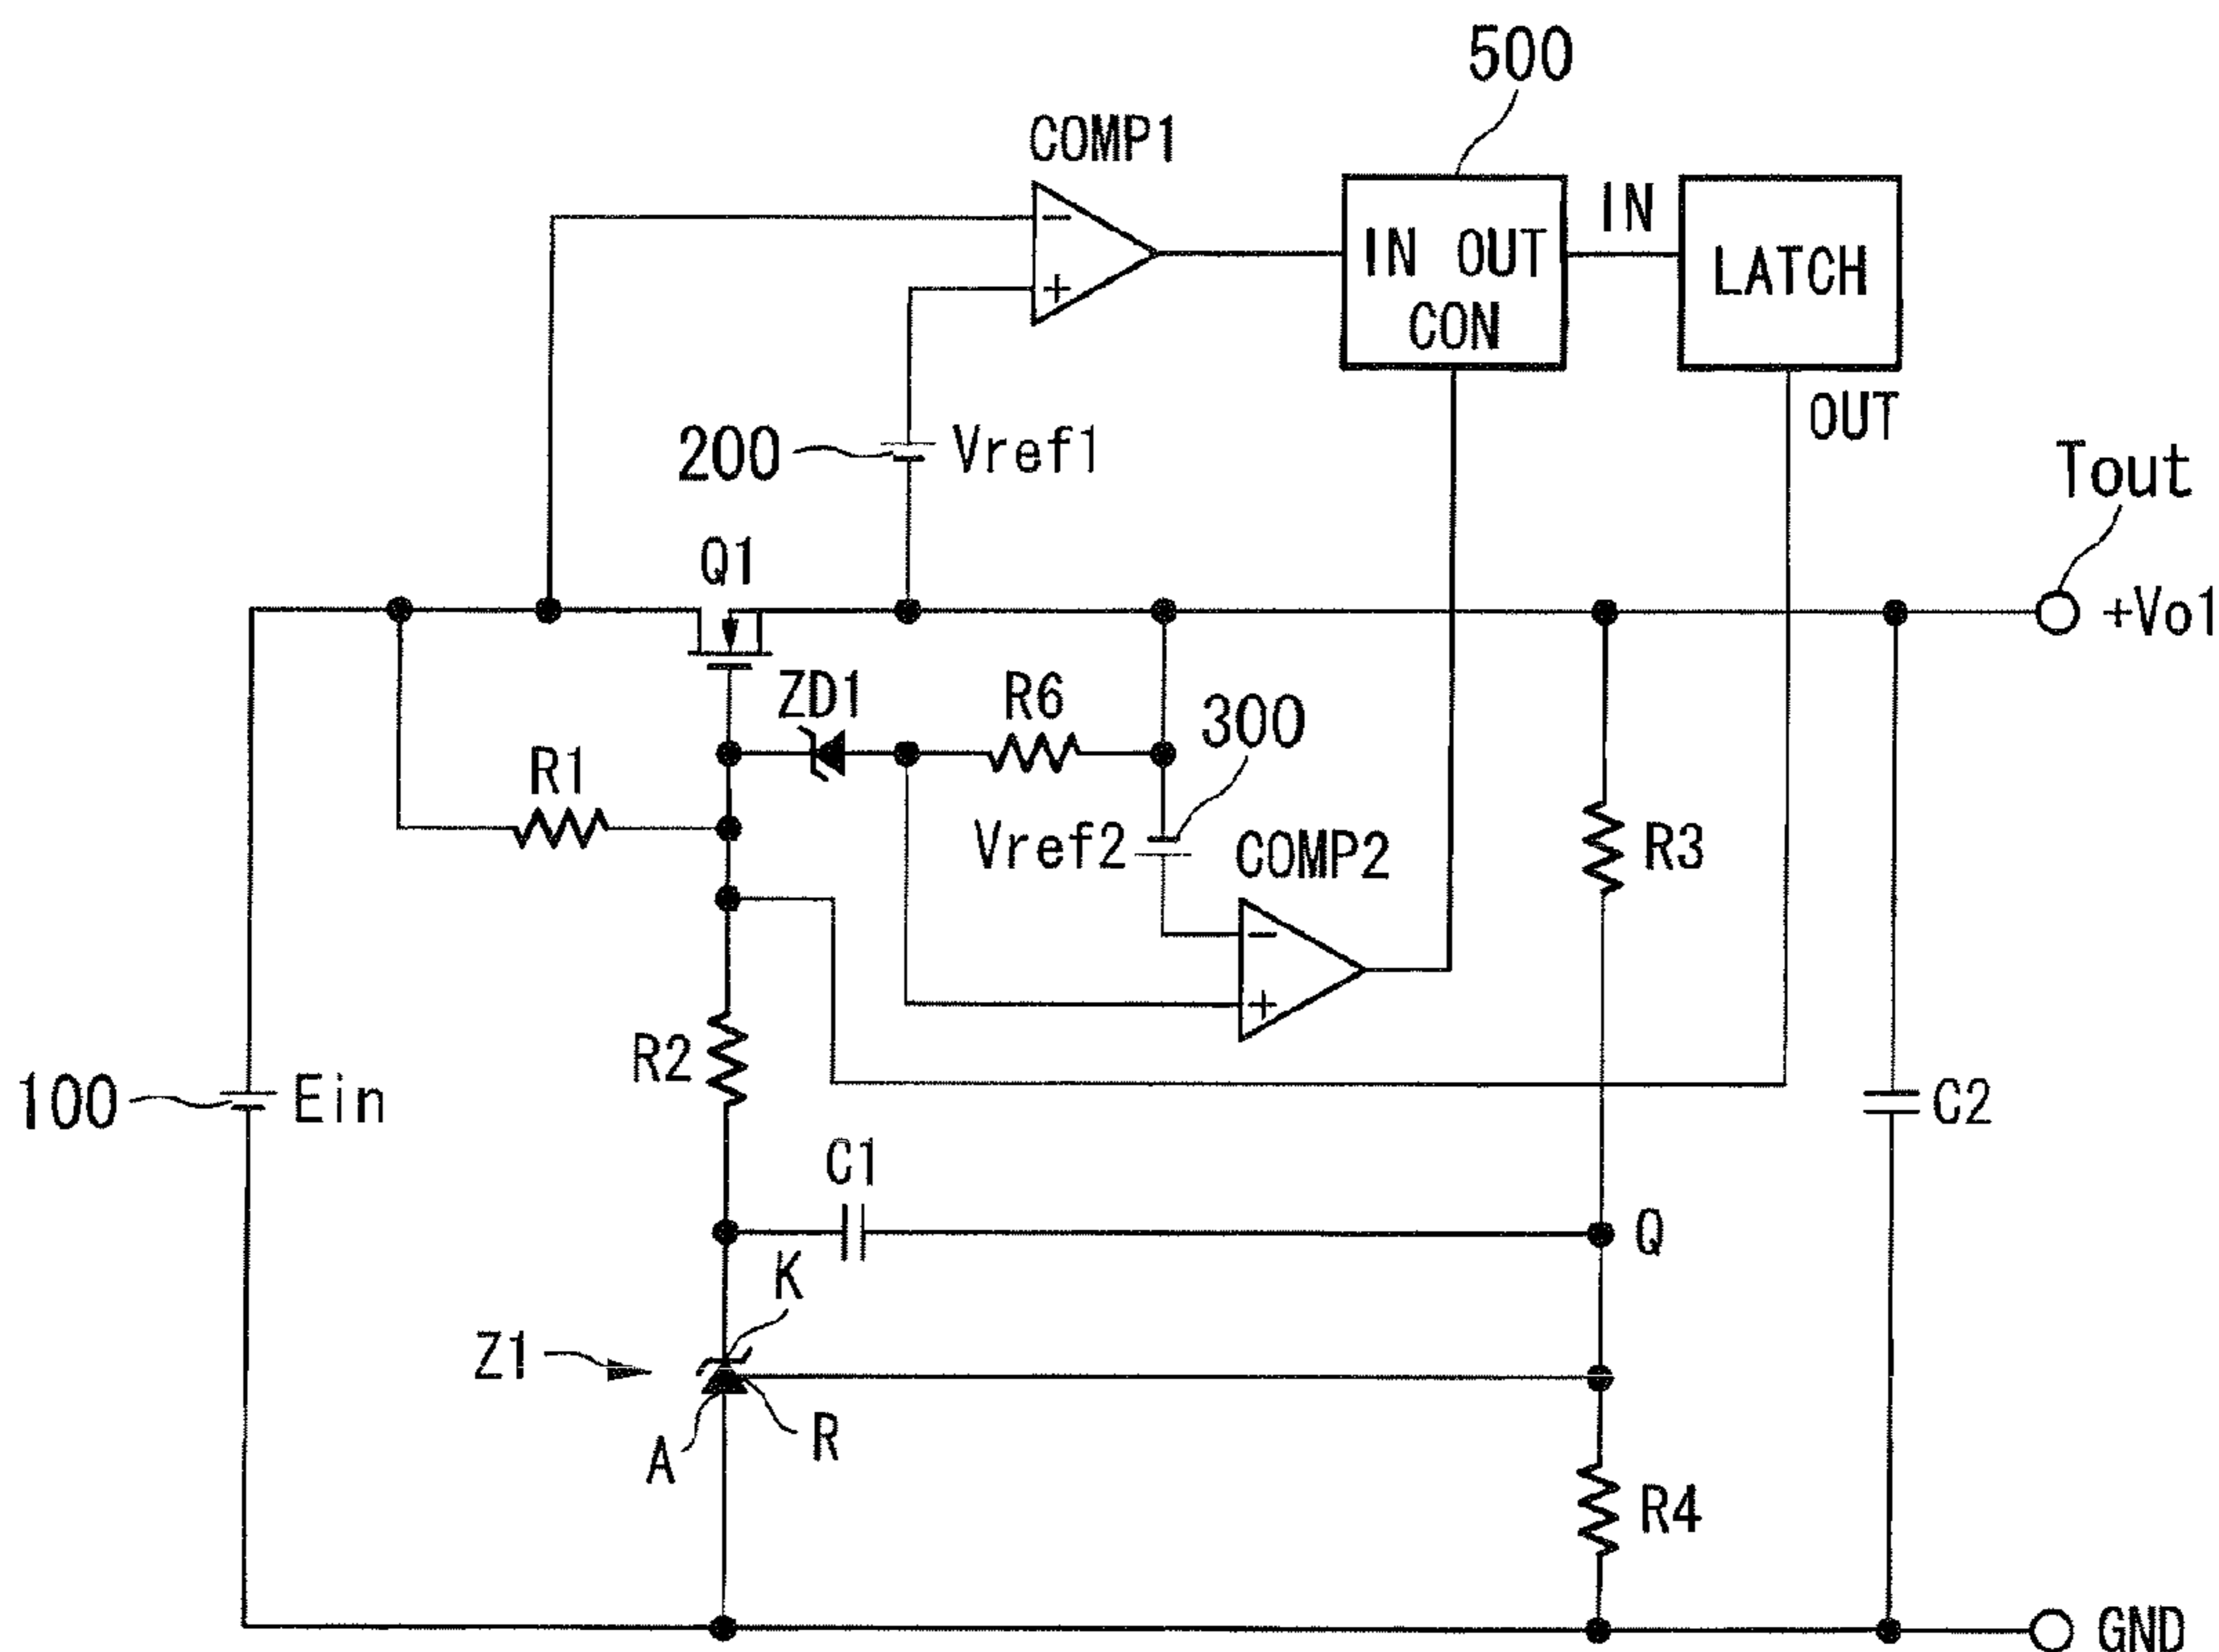 500
COMP1
−
+
IN OUT
CON
IN
LATCH
OUT
200
Vref1
Tout
Q1
+Vo1
ZD1
R6
300
R1
Vref2
COMP2
−
+
R3
R2
100
Ein
C2
C1
Q
K
Z1
A
R
R4
GND